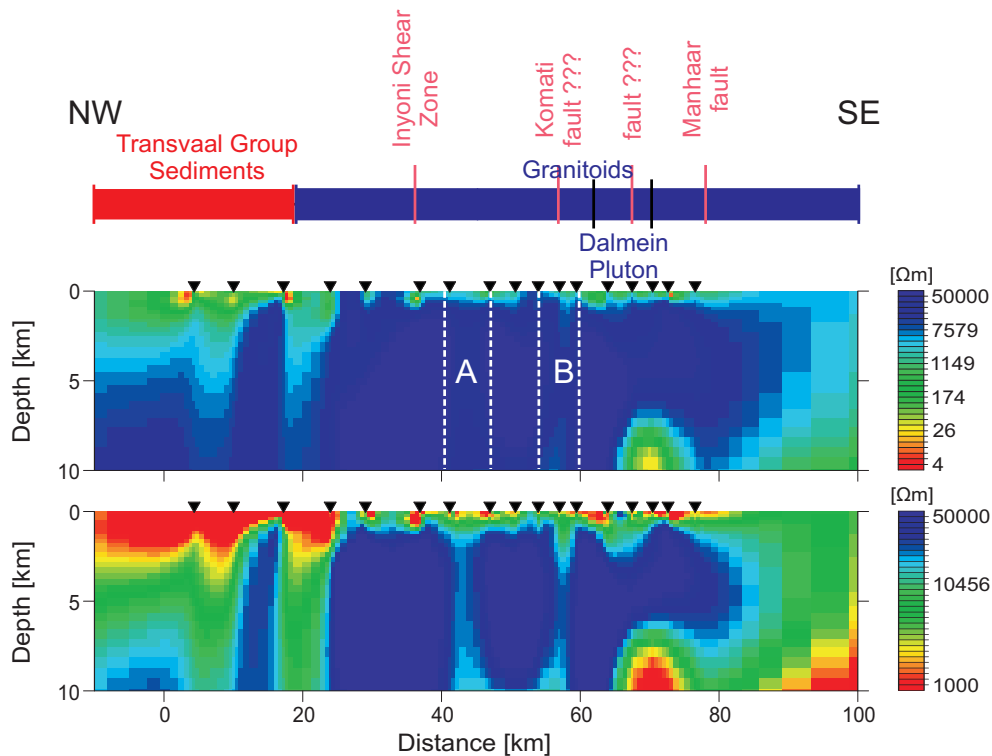 NW
SE
Transvaal Group
Sediments
Inyoni Shear
Zone
Komati
fault ???
fault ???
Manhaar
fault
Granitoids
Dalmein
Pluton
[Ωm]
0
5
10
Depth [km]
A
B
50000
7579
1149
174
26
4
[Ωm]
0
5
10
Depth [km]
50000
10456
1000
0
20
40
60
80
100
Distance [km]